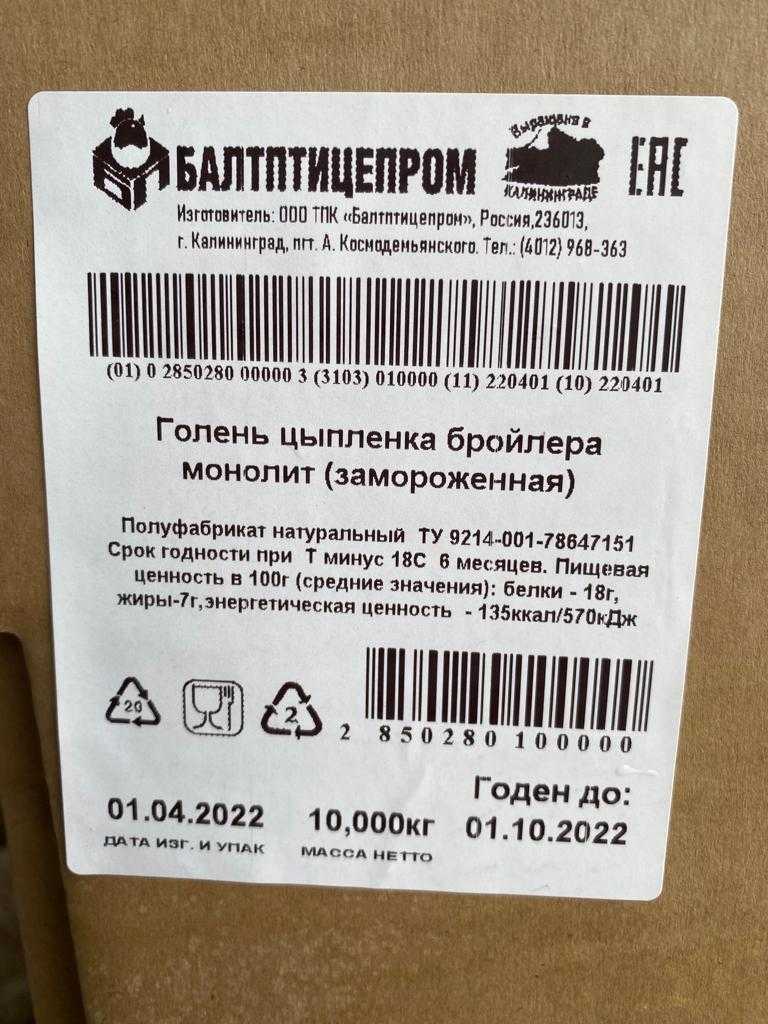 БАЛТПТИЦЕПРОМ
Выращено в
КАЛИНИНГРАДЕ
ЕАС
Изготовитель: ООО ТПК «Балтптицепром», Россия,236013,
г. Калининград, пгт. А. Космодемьянского. Тел.: (4012) 968-363
(01) 0 2850280 00000 3 (3103) 010000 (11) 220401 (10) 220401
Голень цыпленка бройлера
монолит (замороженная)
Полуфабрикат натуральный ТУ 9214-001-78647151
Срок годности при Т минус 18С 6 месяцев. Пищевая
ценность в 100г (средние значения): белки - 18г,
жиры-7г,энергетическая ценность - 135ккал/570кДж
20
2
2 850280 100000
Годен до:
01.04.2022 10,000кг 01.10.2022
ДАТА ИЗГ. И УПАК МАССА НЕТТО